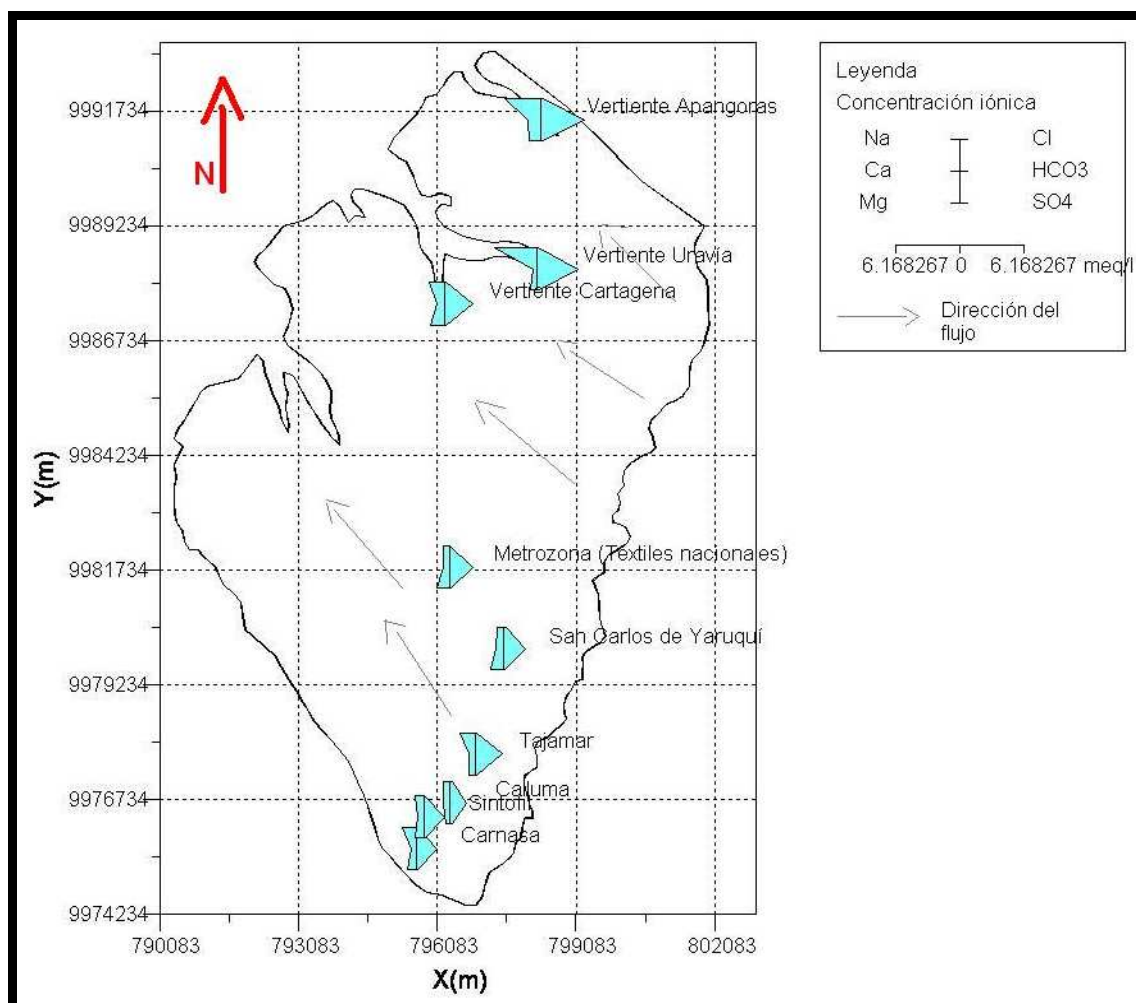 Leyenda
Concentración iónica
Na Cl
Ca HCO3
Mg SO4
6.168267 0 6.168267 meq/l
Dirección del
flujo
N
Y(m)
9991734
9989234
9986734
9984234
9981734
9979234
9976734
9974234
Vertiente Apangoras
Vertiente Uravía
Vertiente Cartagena
Metrozona (Textiles nacionales)
San Carlos de Yaruquí
Tajamar
Caluma
Sintofil
Carnasa
790083 793083 796083 799083 802083
X(m)